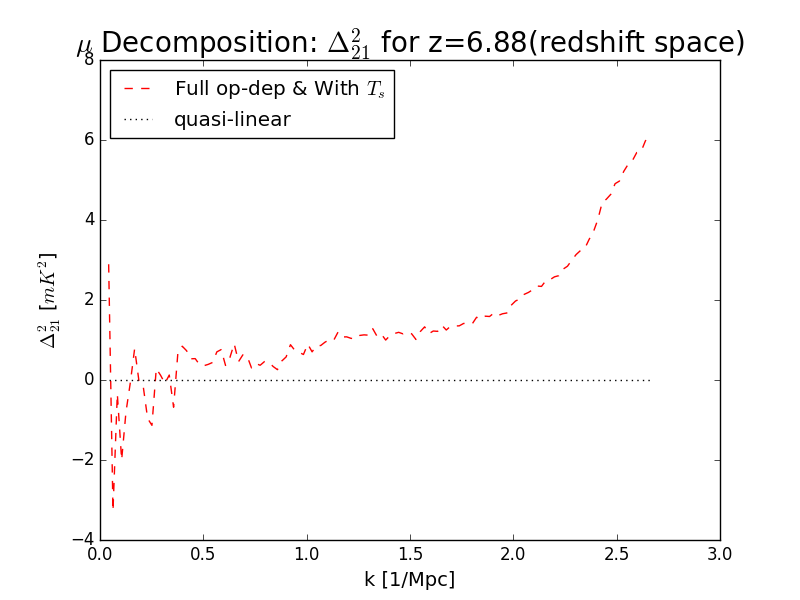 μ Decomposition: Δ²₂₁ for z=6.88(redshift space)
Full op-dep & With Tₛ
quasi-linear
Δ²₂₁ [mK²]
8
6
4
2
0
−2
−4
0.0 0.5 1.0 1.5 2.0 2.5 3.0
k [1/Mpc]